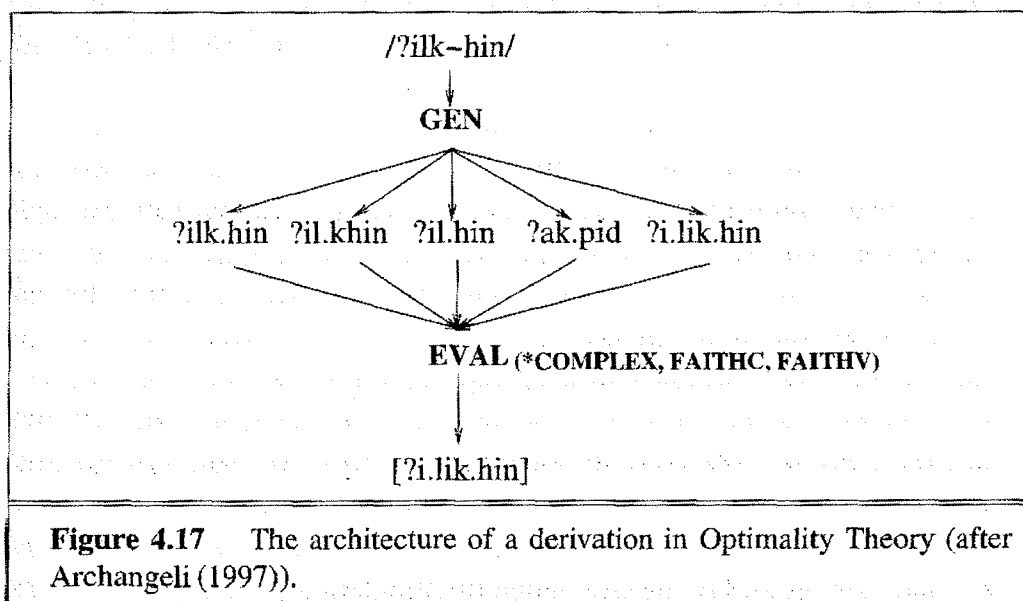 /?ilk-hin/
GEN
?ilk.hin ?il.khin ?il.hin ?ak.pid ?i.lik.hin
EVAL (*COMPLEX, FAITHC, FAITHV)
[?i.lik.hin]
Figure 4.17 The architecture of a derivation in Optimality Theory (after
Archangeli (1997)).